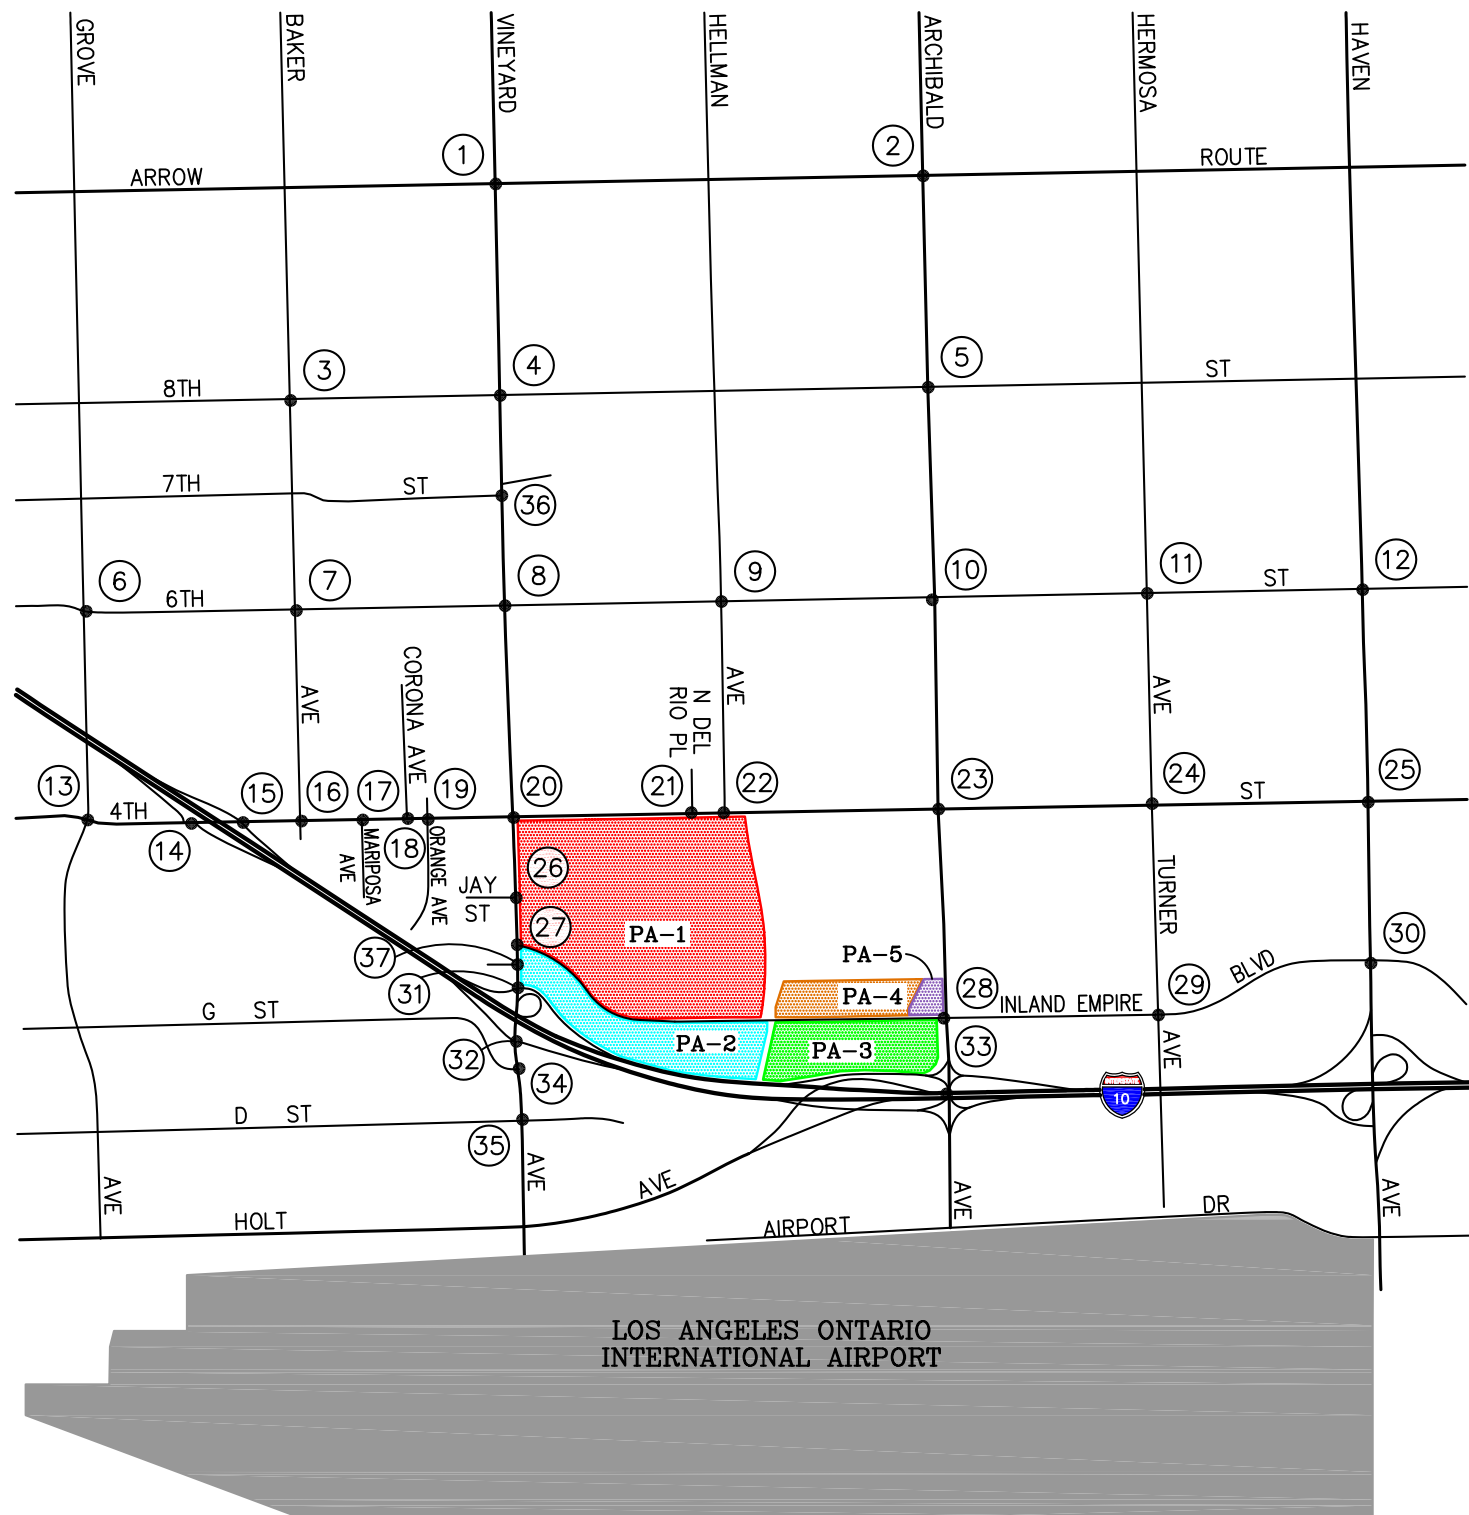 GROVE
BAKER
VINEYARD
HELLMAN
ARCHIBALD
HERMOSA
HAVEN
1
2
ARROW
ROUTE
3
4
5
8TH
ST
7TH
ST
36
6
7
8
9
10
11
12
6TH
ST
CORONA AVE
AVE
N DEL
RIO PL
AVE
AVE
13
15
16
17
19
20
21
22
23
24
25
4TH
ST
14
18
MARIPOSA
AVE
ORANGE AVE
26
JAY
ST
27
TURNER
PA-1
37
PA-5
30
BLVD
31
PA-4
28
INLAND EMPIRE
29
G ST
PA-2
PA-3
33
AVE
32
34
10
D ST
35
AVE
AVE
AVE
AVE
AVE
HOLT
AIRPORT
DR
LOS ANGELES ONTARIO
INTERNATIONAL AIRPORT